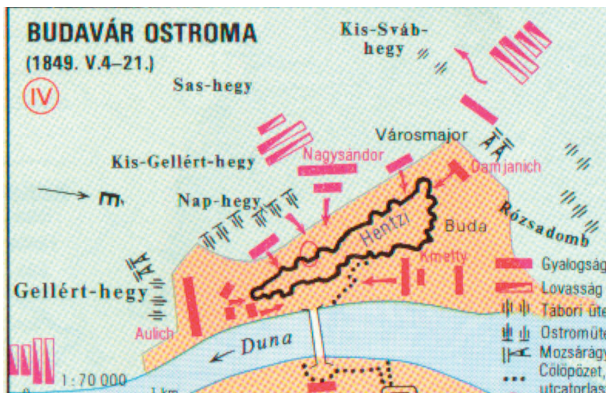 BUDAVÁR OSTROMA
(1849. V.4–21.)
IV
Kis-Sváb-
hegy
Sas-hegy
Városmajor
Kis-Gellért-hegy
Nagysándor
Damjanich
Nap-hegy
É
Rózsadomb
Hentzi
Buda
Kmetty
Gellért-hegy
Aulich
Duna
Gyalogság
Lovasság
Tábori üte
Ostromüte
Mozsárágy
Cölöpözet,
utcatorlas
1:70 000
0
1 km